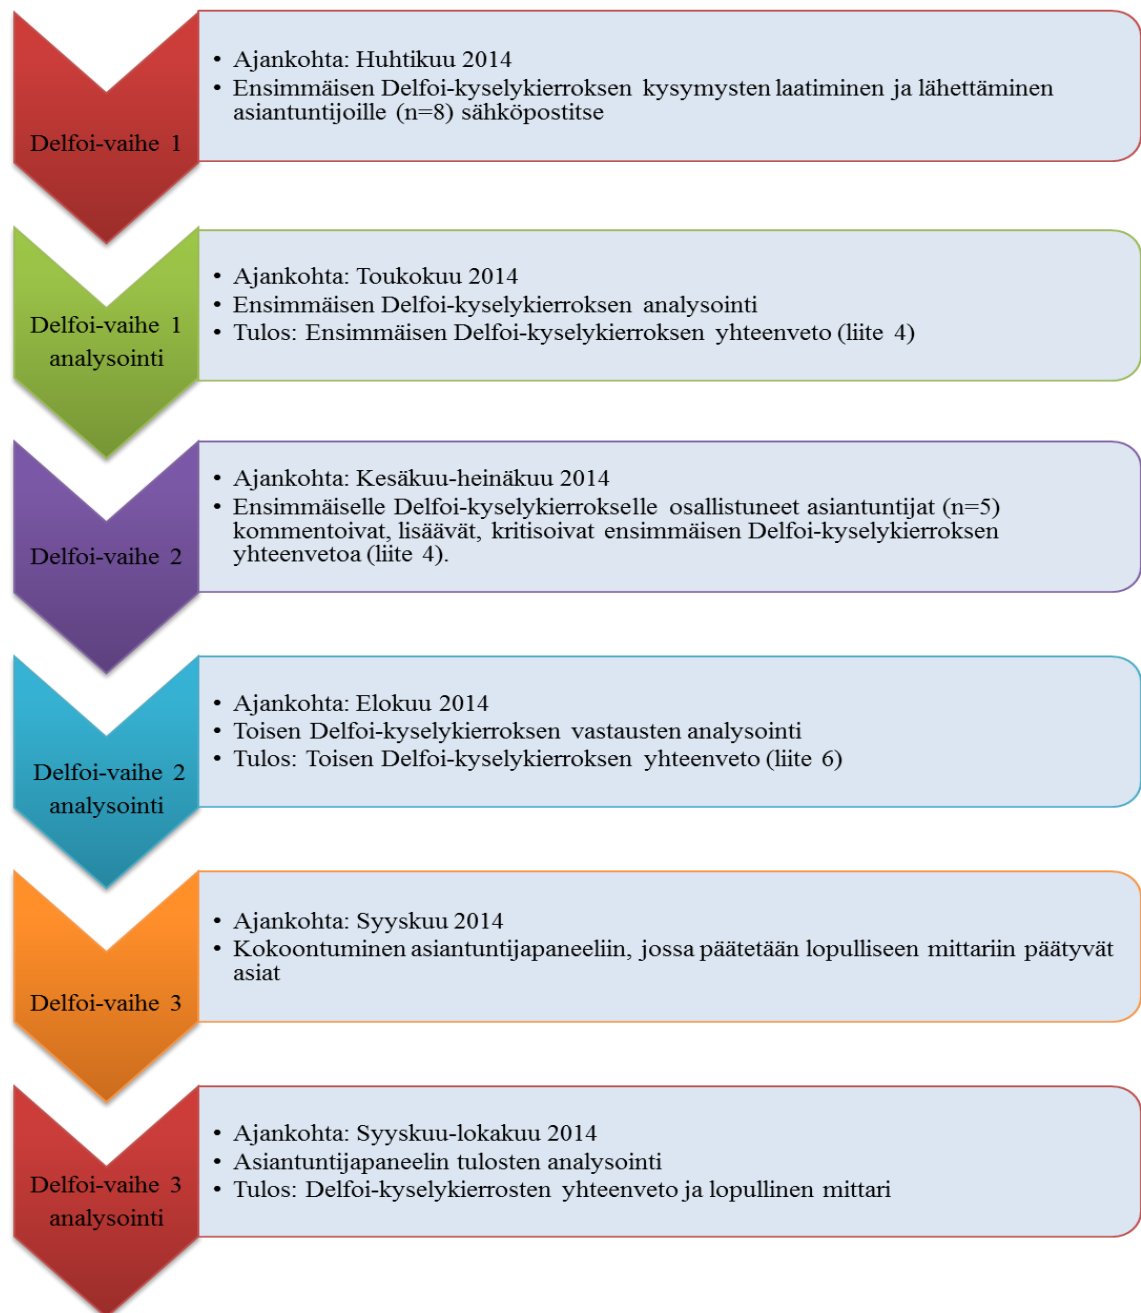 Delfoi-vaihe 1
• Ajankohta: Huhtikuu 2014
• Ensimmäisen Delfoi-kyselykierroksen kysymysten laatiminen ja lähettäminen
asiantuntijoille (n=8) sähköpostitse
Delfoi-vaihe 1
analysointi
• Ajankohta: Toukokuu 2014
• Ensimmäisen Delfoi-kyselykierroksen analysointi
• Tulos: Ensimmäisen Delfoi-kyselykierroksen yhteenveto (liite 4)
Delfoi-vaihe 2
• Ajankohta: Kesäkuu-heinäkuu 2014
• Ensimmäiselle Delfoi-kyselykierrokselle osallistuneet asiantuntijat (n=5)
kommentoivat, lisäävät, kritisoivat ensimmäisen Delfoi-kyselykierroksen
yhteenvetoa (liite 4).
Delfoi-vaihe 2
analysointi
• Ajankohta: Elokuu 2014
• Toisen Delfoi-kyselykierroksen vastausten analysointi
• Tulos: Toisen Delfoi-kyselykierroksen yhteenveto (liite 6)
Delfoi-vaihe 3
• Ajankohta: Syyskuu 2014
• Kokoontuminen asiantuntijapaneeliin, jossa päätetään lopulliseen mittariin päätyvät
asiat
Delfoi-vaihe 3
analysointi
• Ajankohta: Syyskuu-lokakuu 2014
• Asiantuntijapaneelin tulosten analysointi
• Tulos: Delfoi-kyselykierrosten yhteenveto ja lopullinen mittari